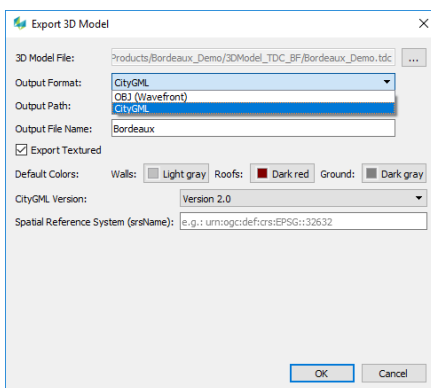 Export 3D Model
3D Model File: Products/Bordeaux_Demo/3DModel_TDC_BF/Bordeaux_Demo.tdc ...
Output Format: CityGML
OBJ (Wavefront)
Output Path: CityGML
Output File Name: Bordeaux
Export Textured
Default Colors: Walls: Light gray Roofs: Dark red Ground: Dark gray
CityGML Version: Version 2.0
Spatial Reference System (srsName): e.g.: urn:ogc:def:crs:EPSG::32632
OK Cancel